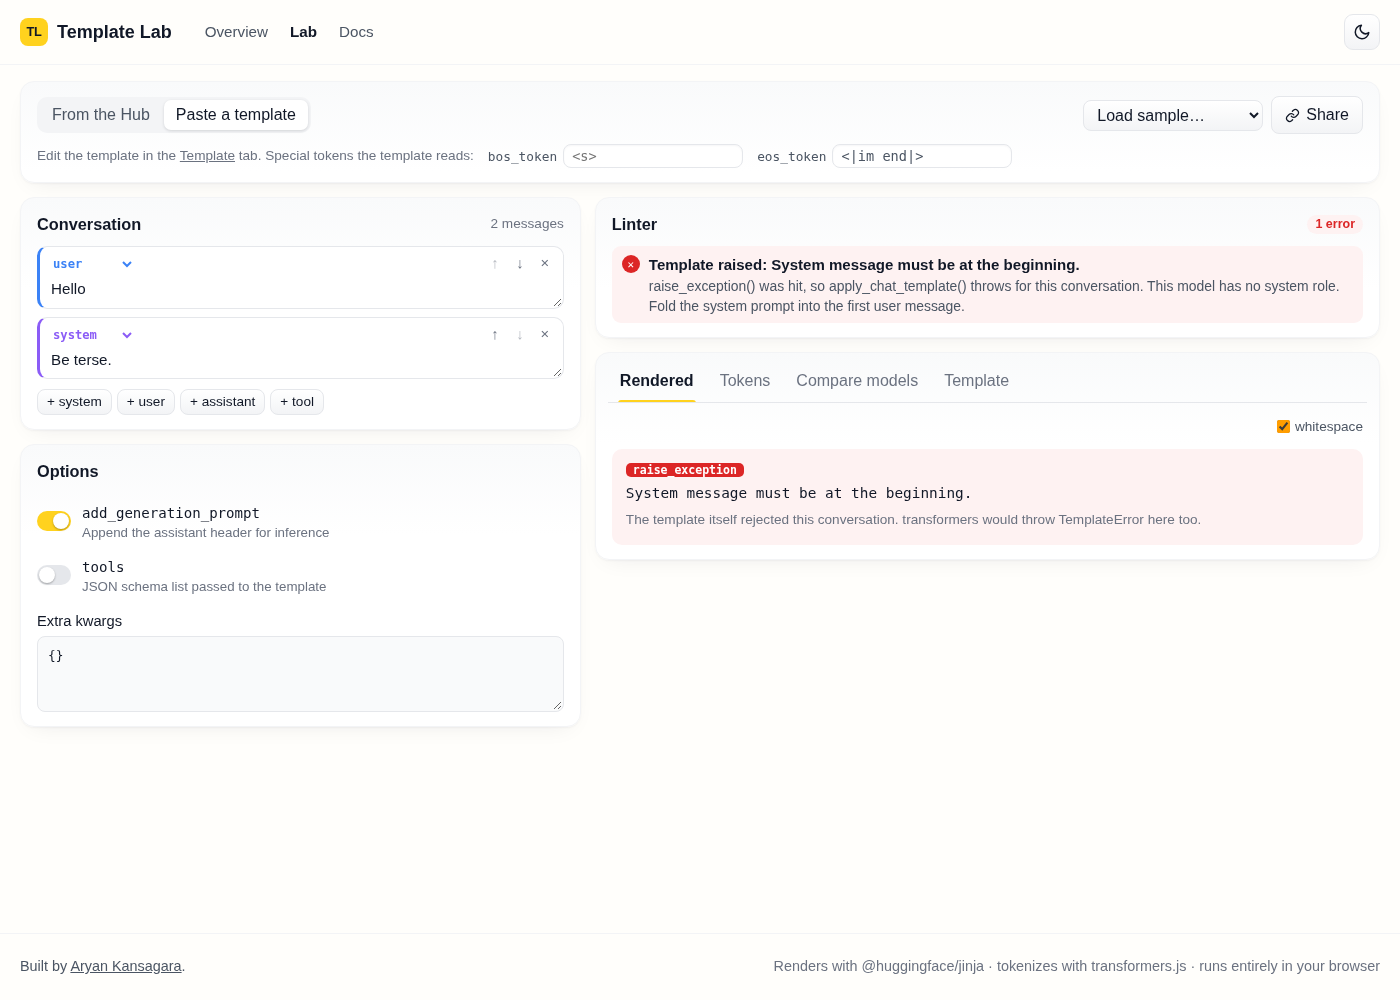 TL Template Lab Overview Lab Docs
From the Hub Paste a template Load sample... Share
Edit the template in the Template tab. Special tokens the template reads: bos_token <s> eos_token <|im_end|>
Conversation 2 messages
user ↑ ↓ ×
Hello
system ↑ ↓ ×
Be terse.
+ system + user + assistant + tool
Options
add_generation_prompt
Append the assistant header for inference
tools
JSON schema list passed to the template
Extra kwargs
{}
Linter 1 error
Template raised: System message must be at the beginning.
raise_exception() was hit, so apply_chat_template() throws for this conversation. This model has no system role.
Fold the system prompt into the first user message.
Rendered Tokens Compare models Template
whitespace
raise_exception
System message must be at the beginning.
The template itself rejected this conversation. transformers would throw TemplateError here too.
Built by Aryan Kansagara. Renders with @huggingface/jinja · tokenizes with transformers.js · runs entirely in your browser